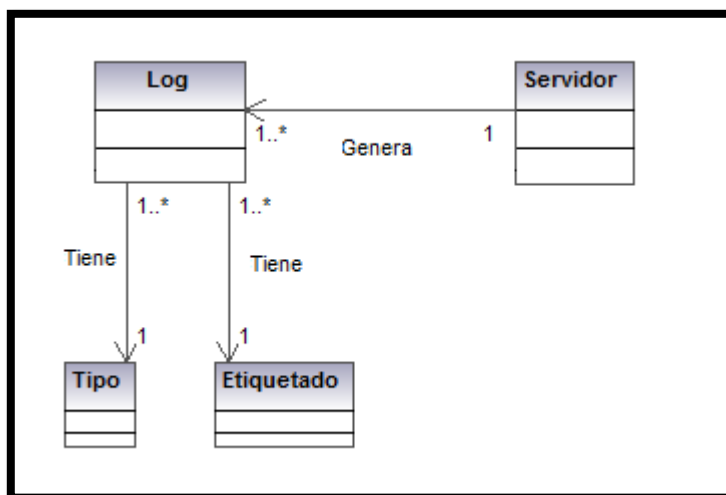 Log
Servidor
1..*
Genera
1
1..*
1..*
Tiene
Tiene
1
1
Tipo
Etiquetado